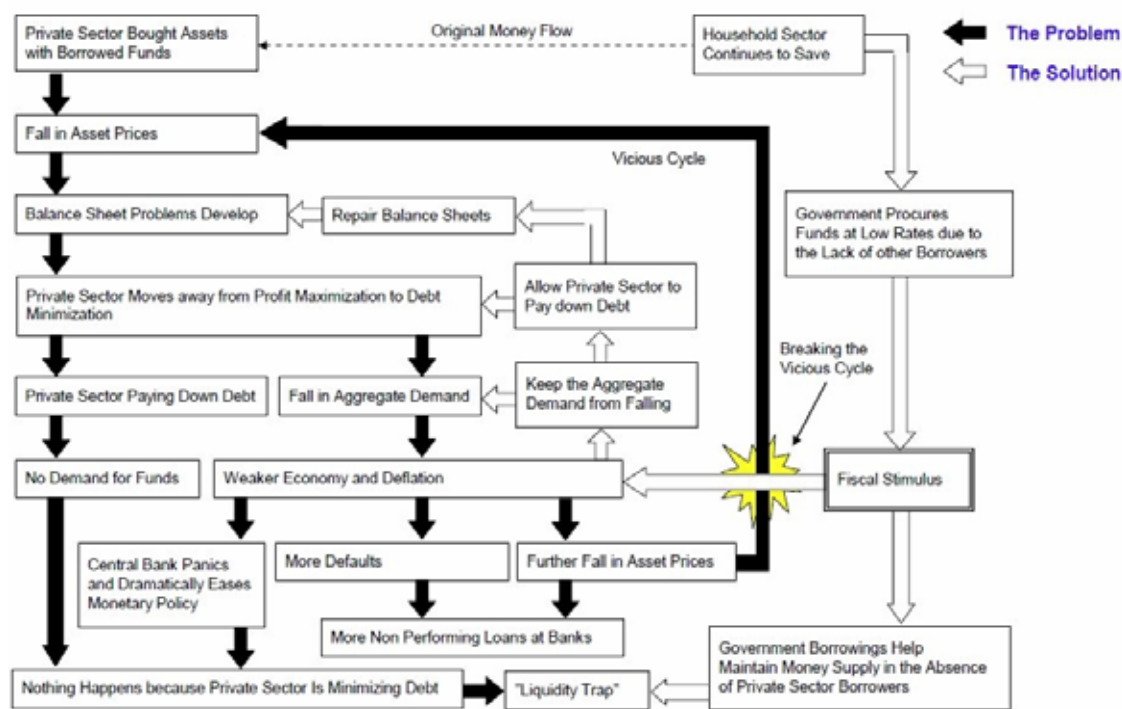 Private Sector Bought Assets
with Borrowed Funds
Original Money Flow
Household Sector
Continues to Save
The Problem
The Solution
Fall in Asset Prices
Vicious Cycle
Balance Sheet Problems Develop
Repair Balance Sheets
Government Procures
Funds at Low Rates due to
the Lack of other Borrowers
Private Sector Moves away from Profit Maximization to Debt
Minimization
Allow Private Sector to
Pay down Debt
Breaking the
Vicious Cycle
Private Sector Paying Down Debt
Fall in Aggregate Demand
Keep the Aggregate
Demand from Falling
No Demand for Funds
Weaker Economy and Deflation
Fiscal Stimulus
Central Bank Panics
and Dramatically Eases
Monetary Policy
More Defaults
Further Fall in Asset Prices
More Non Performing Loans at Banks
Government Borrowings Help
Maintain Money Supply in the Absence
of Private Sector Borrowers
Nothing Happens because Private Sector Is Minimizing Debt
"Liquidity Trap"